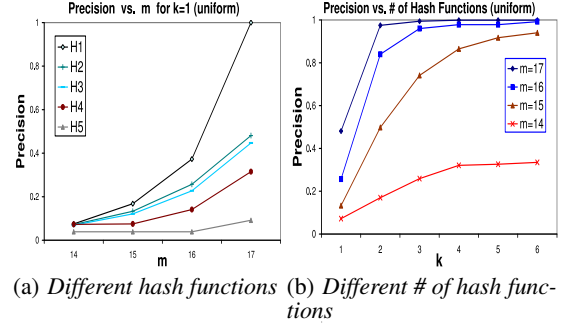 Precision vs. m for k=1 (uniform)
Precision
1
0.8
0.6
0.4
0.2
0
H1
H2
H3
H4
H5
14 15 16 17
m
(a) Different hash functions
Precision vs. # of Hash Functions (uniform)
Precision
1
0.8
0.6
0.4
0.2
0
m=17
m=16
m=15
m=14
1 2 3 4 5 6
k
(b) Different # of hash func-
tions